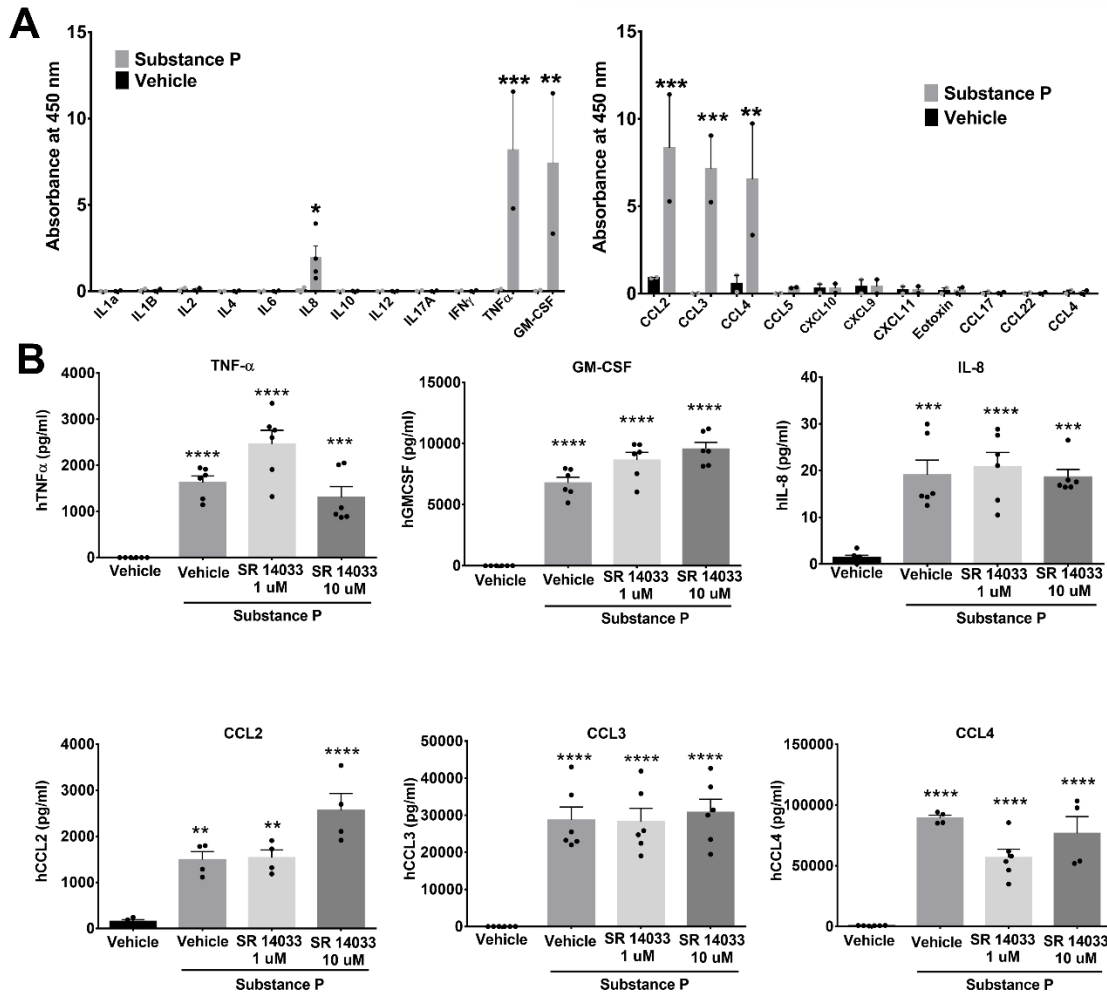 A
Absorbance at 450 nm
15
10
5
0
Substance P
Vehicle
*
***
**
IL1a
IL1B
IL2
IL4
IL6
IL8
IL10
IL12
IL17A
IFNγ
TNFα
GM-CSF
Absorbance at 450 nm
15
10
5
0
***
***
**
Substance P
Vehicle
CCL2
CCL3
CCL4
CCL5
CXCL10
CXCL9
CXCL11
Eotoxin
CCL17
CCL22
CCL4
B
TNF-α
hTNFα (pg/ml)
4000
3000
2000
1000
0
****
****
***
Vehicle
Vehicle
SR 14033
1 uM
SR 14033
10 uM
Substance P
GM-CSF
hGMCSF (pg/ml)
15000
10000
5000
0
****
****
****
Vehicle
Vehicle
SR 14033
1 uM
SR 14033
10 uM
Substance P
IL-8
hIL-8 (pg/ml)
40
30
20
10
0
***
****
***
Vehicle
Vehicle
SR 14033
1 uM
SR 14033
10 uM
Substance P
CCL2
hCCL2 (pg/ml)
4000
3000
2000
1000
0
**
**
****
Vehicle
Vehicle
SR 14033
1 uM
SR 14033
10 uM
Substance P
CCL3
hCCL3 (pg/ml)
50000
40000
30000
20000
10000
0
****
****
****
Vehicle
Vehicle
SR 14033
1 uM
SR 14033
10 uM
Substance P
CCL4
hCCL4 (pg/ml)
150000
100000
50000
0
****
****
****
Vehicle
Vehicle
SR 14033
1 uM
SR 14033
10 uM
Substance P